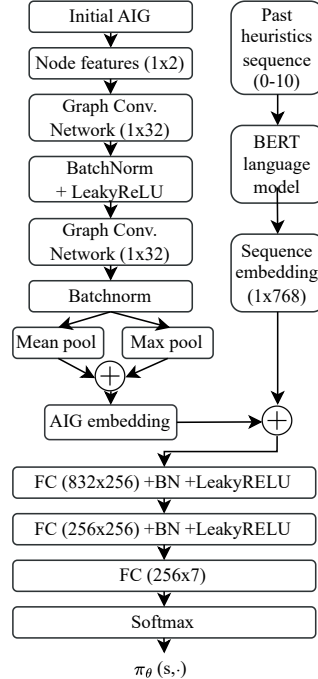 Initial AIG
Node features (1x2)
Graph Conv.
Network (1x32)
BatchNorm
+ LeakyReLU
Graph Conv.
Network (1x32)
Batchnorm
Mean pool
Max pool
+
AIG embedding
Past
heuristics
sequence
(0-10)
BERT
language
model
Sequence
embedding
(1x768)
+
FC (832x256) +BN +LeakyRELU
FC (256x256) +BN +LeakyRELU
FC (256x7)
Softmax
πθ (s,·)